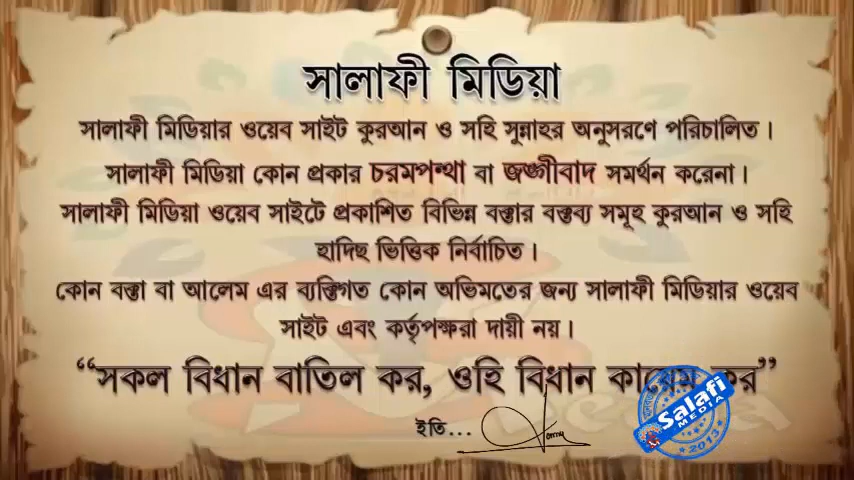 সালাফী মিডিয়া
সালাফী মিডিয়ার ওয়েব সাইট কুরআন ও সহি সুন্নাহর অনুসরণে পরিচালিত।
সালাফী মিডিয়া কোন প্রকার চরমপন্থা বা জঙ্গীবাদ সমর্থন করেনা।
সালাফী মিডিয়া ওয়েব সাইটে প্রকাশিত বিভিন্ন বক্তার বক্তব্য সমূহ কুরআন ও সহি
হাদিছ ভিত্তিক নির্বাচিত।
কোন বক্তা বা আলেম এর ব্যক্তিগত কোন অভিমতের জন্য সালাফী মিডিয়ার ওয়েব
সাইট এবং কর্তৃপক্ষরা দায়ী নয়।
“সকল বিধান বাতিল কর, ওহি বিধান কায়েম কর”
ইতি...
Salafi
MEDIA
2013